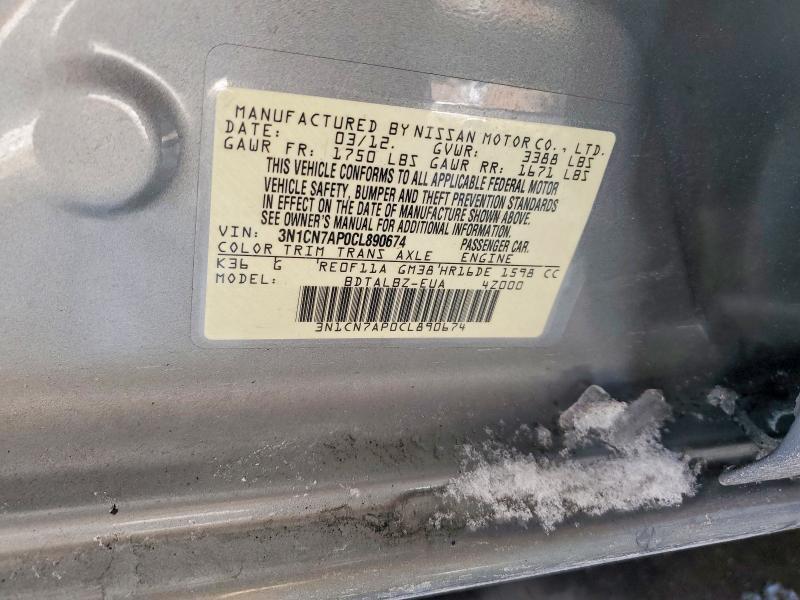 MANUFACTURED BY NISSAN MOTOR CO., LTD.
DATE: 03/12. GVWR: 3388 LBS
GAWR FR: 1750 LBS GAWR RR: 1671 LBS
THIS VEHICLE CONFORMS TO ALL APPLICABLE FEDERAL MOTOR
VEHICLE SAFETY, BUMPER AND THEFT PREVENTION STANDARDS
IN EFFECT ON THE DATE OF MANUFACTURE SHOWN ABOVE.
SEE OWNER'S MANUAL FOR ADDITIONAL INFORMATION.
VIN: 3N1CN7AP0CL890674 PASSENGER CAR.
COLOR TRIM TRANS AXLE ENGINE
K36 G RE0F11A GM38 HR16DE 1598 CC
MODEL: BDTALBZ-EUA 4Z000
3N1CN7AP0CL890674